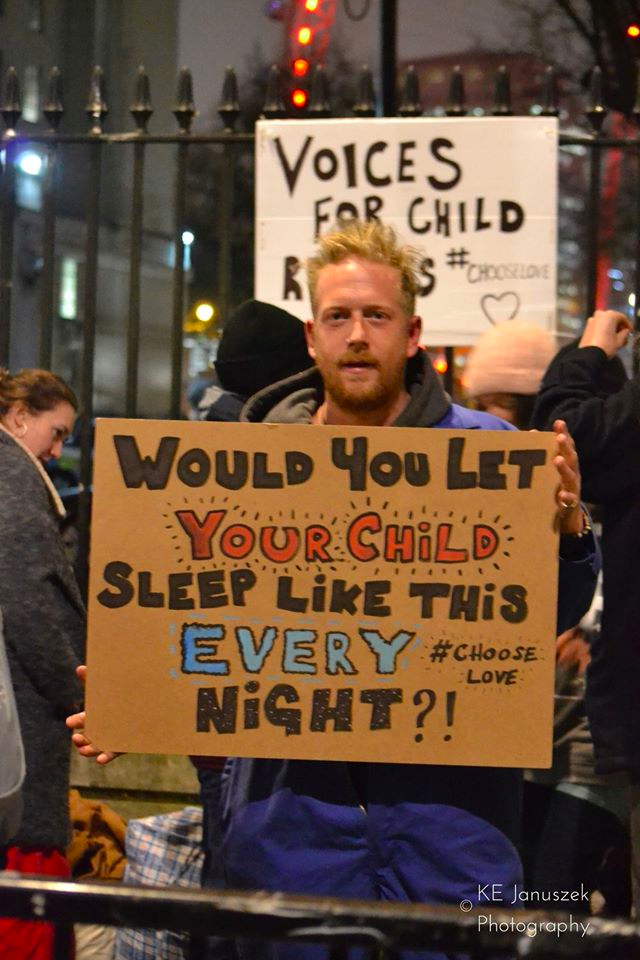 VOICES
FOR CHILD
#CHOOSELOVE
WOULD YOU LET
YOUR CHiLD
SLEEP LiKE THiS
EVERY
#CHOOSE
LOVE
NiGHT?!
© KE Januszek
Photography